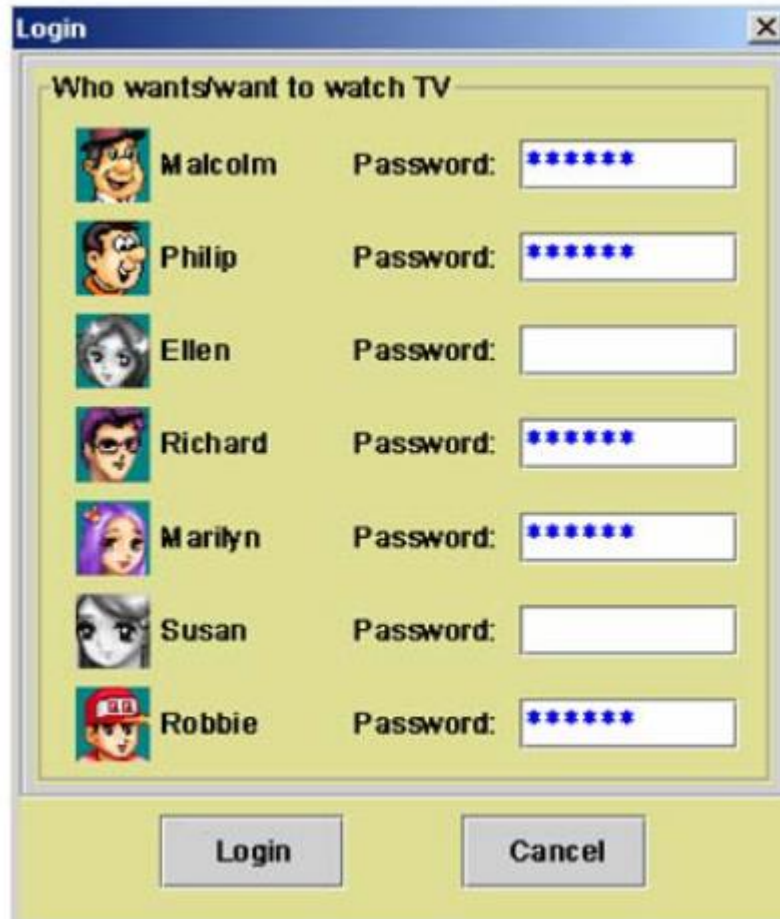 Login
Who wants/want to watch TV
Malcolm Password: ******
Philip Password: ******
Ellen Password:
Richard Password: ******
Marilyn Password: ******
Susan Password:
Robbie Password: ******
Login Cancel